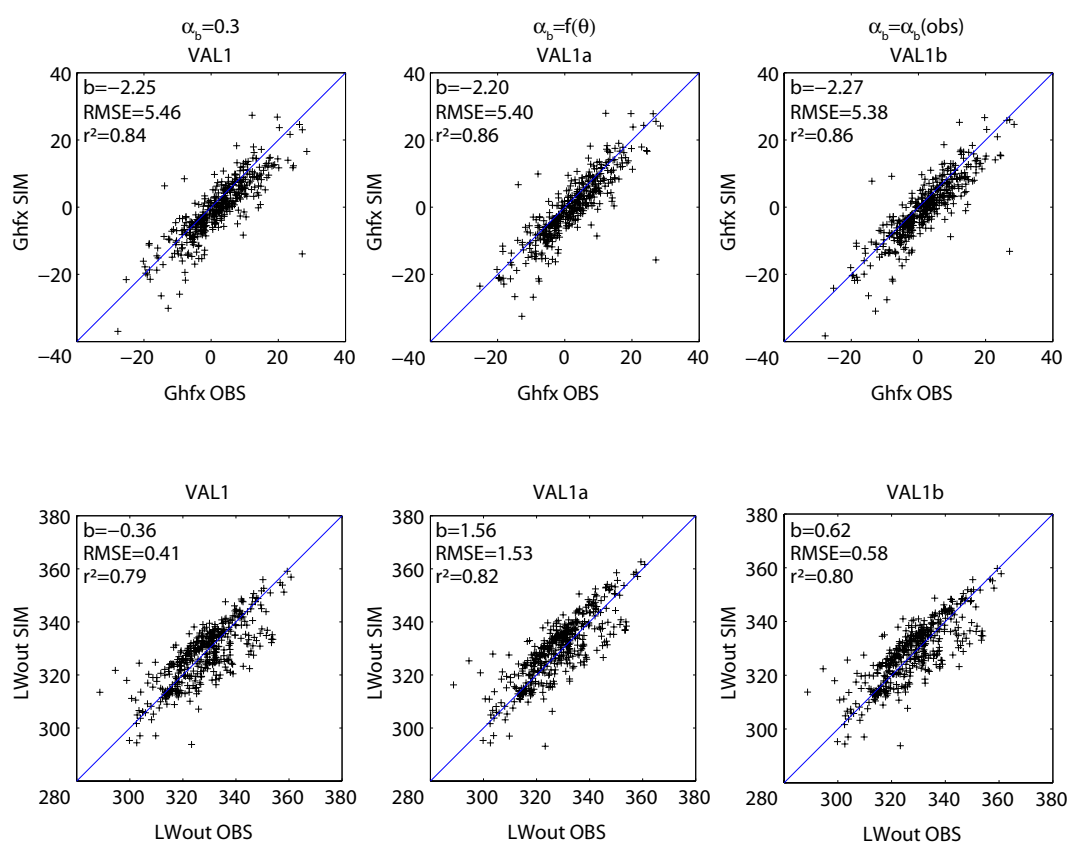 α_b=0.3
VAL1
b=−2.25
RMSE=5.46
r²=0.84
40
20
0
−20
−40
0
20
40
−20
Ghfx SIM
Ghfx OBS
α_b=f(θ)
VAL1a
b=−2.20
RMSE=5.40
r²=0.86
40
20
0
−20
−40
−20
0
20
40
Ghfx SIM
Ghfx OBS
α_b=α_b(obs)
VAL1b
b=−2.27
RMSE=5.38
r²=0.86
40
20
0
−20
−40
−20
0
20
40
Ghfx SIM
Ghfx OBS
VAL1
b=−0.36
RMSE=0.41
r²=0.79
380
360
340
320
300
280
300
320
340
360
380
LWout SIM
LWout OBS
VAL1a
b=1.56
RMSE=1.53
r²=0.82
380
360
340
320
300
280
300
320
340
360
380
LWout SIM
LWout OBS
VAL1b
b=0.62
RMSE=0.58
r²=0.80
380
360
340
320
300
280
300
320
340
360
380
LWout SIM
LWout OBS